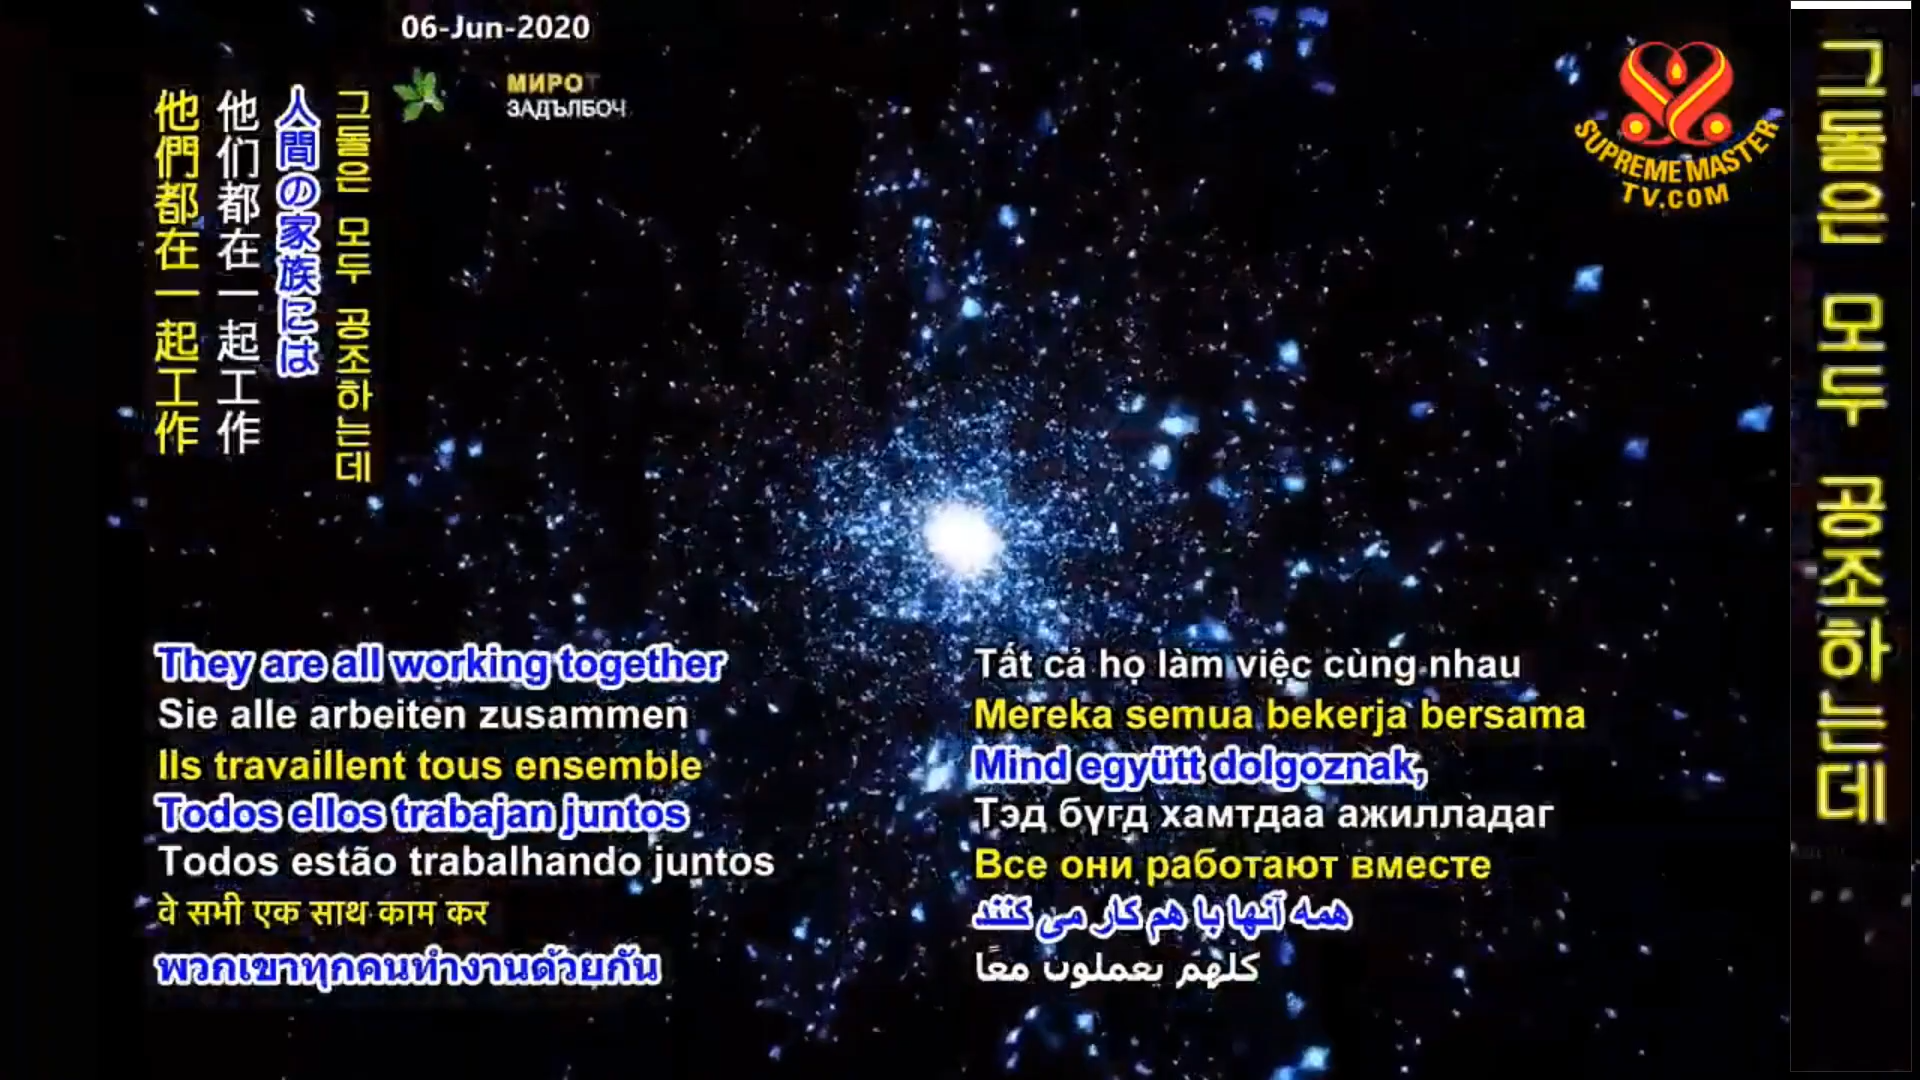 06-Jun-2020
МИРОТ
ЗАДЪЛБОЧ
SUPREME MASTER
TV.COM
그들은 모두 공조하는데
人間の家族には
他们都在一起工作
他們都在一起工作
그들은 모두 공조하는데
They are all working together
Sie alle arbeiten zusammen
Ils travaillent tous ensemble
Todos ellos trabajan juntos
Todos estão trabalhando juntos
वे सभी एक साथ काम कर
พวกเขาทุกคนทำงานด้วยกัน
Tất cả họ làm việc cùng nhau
Mereka semua bekerja bersama
Mind együtt dolgoznak,
Тэд бүгд хамтдаа ажилладаг
Все они работают вместе
همه آنها با هم کار می کنند
كلهم يعملون معًا